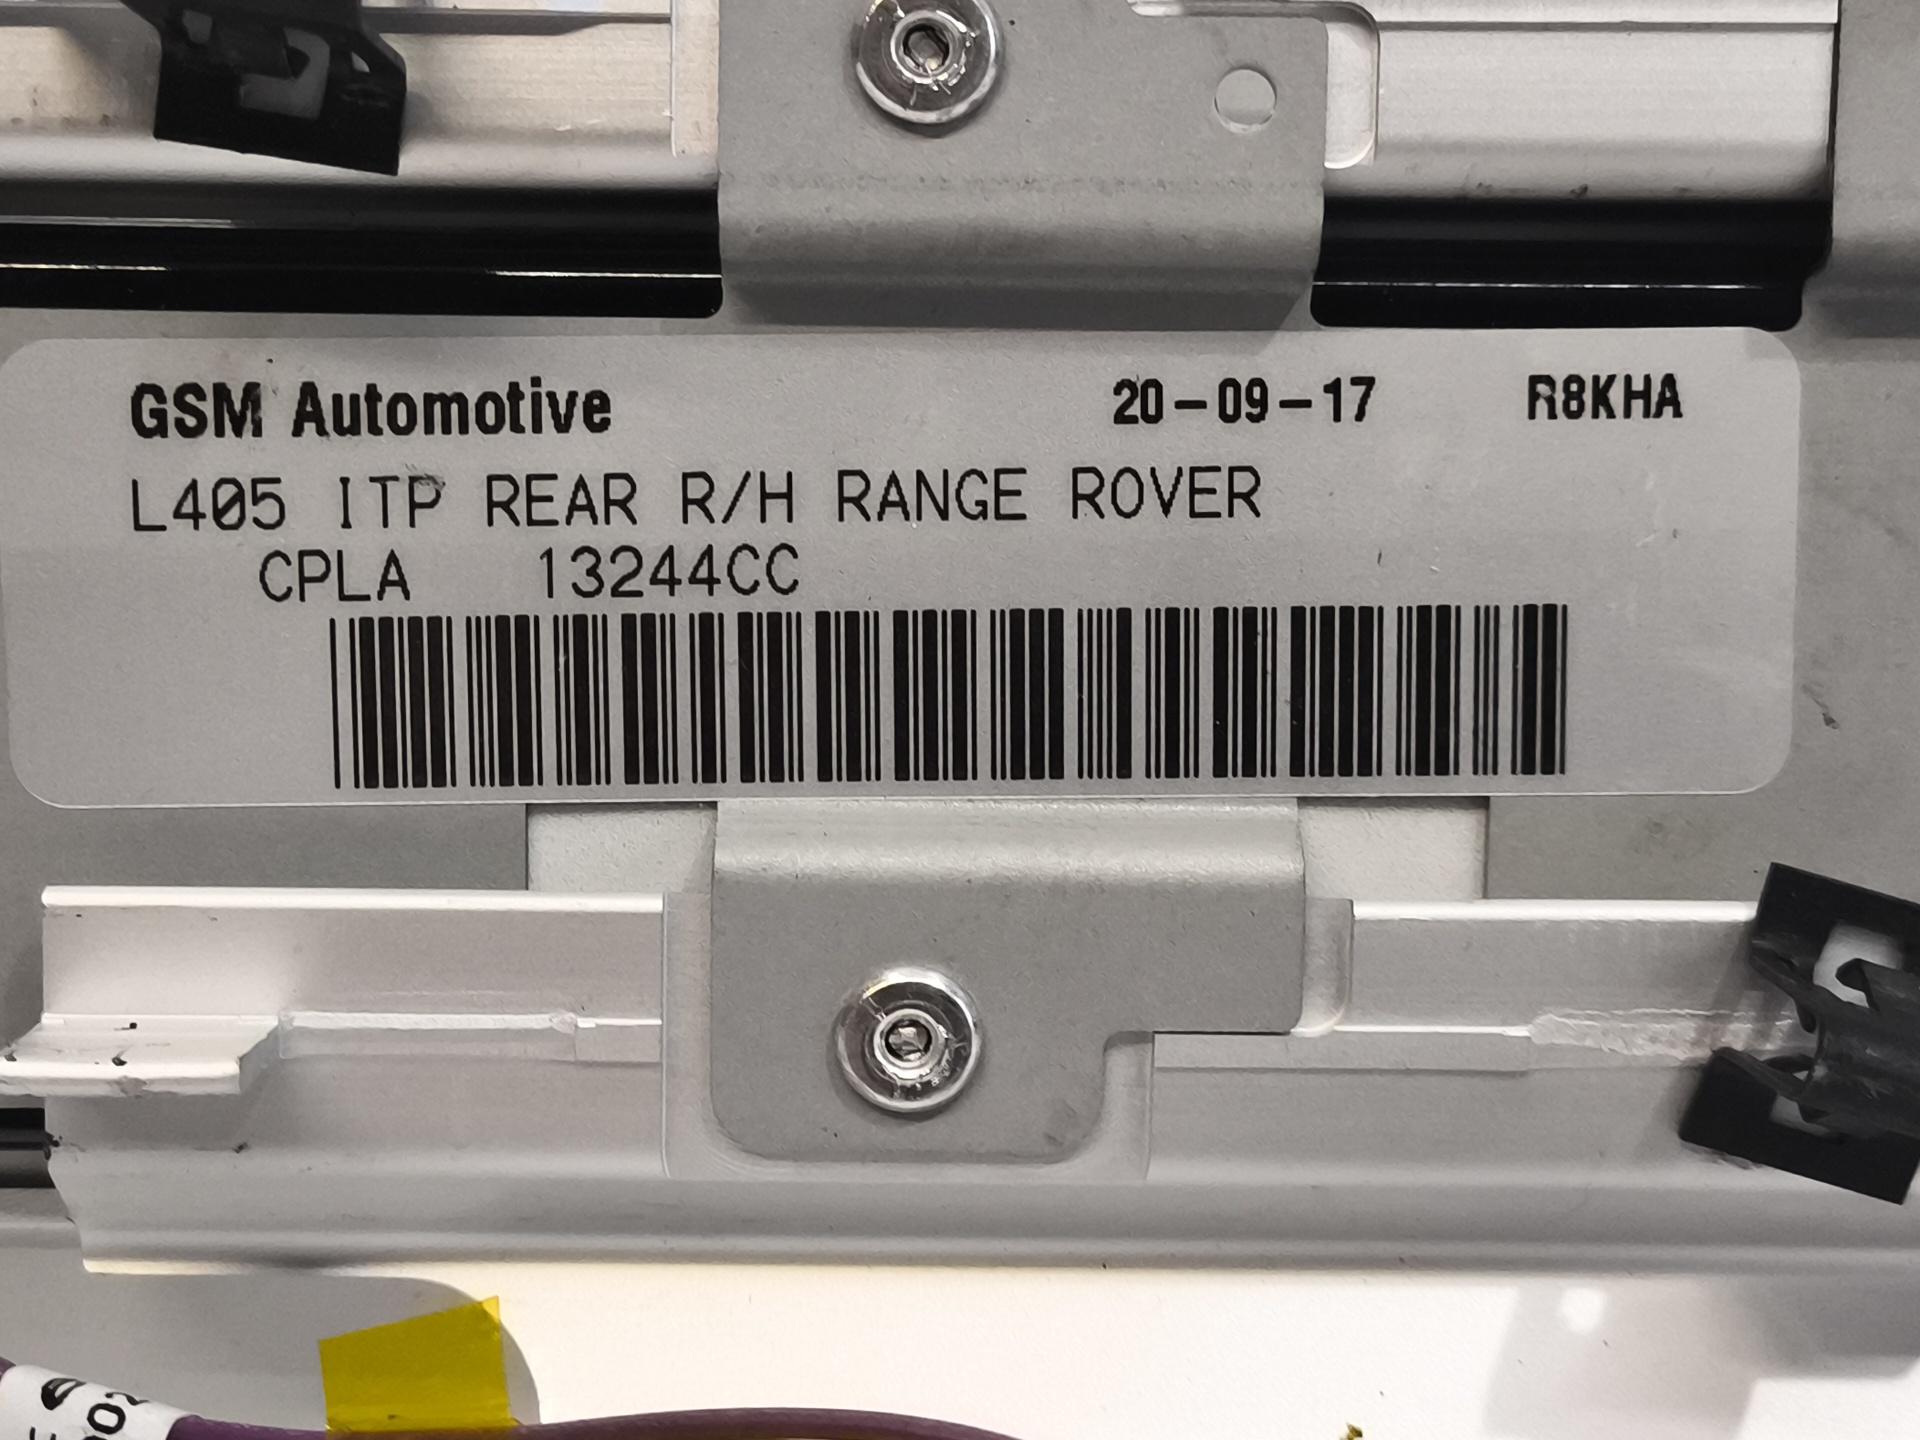 GSM Automotive 20-09-17 R8KHA
L405 ITP REAR R/H RANGE ROVER
CPLA 13244CC